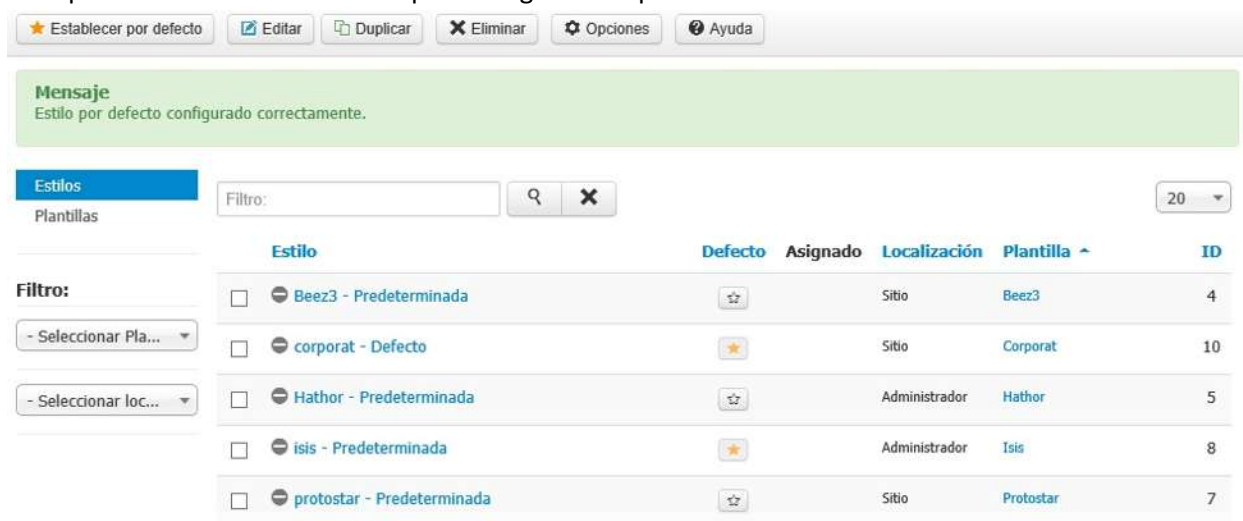 Establecer por defecto Editar Duplicar Eliminar Opciones Ayuda
Mensaje
Estilo por defecto configurado correctamente.
Estilos
Plantillas
Filtro:
- Seleccionar Pla...
- Seleccionar loc...
Filtro: 20
Estilo Defecto Asignado Localización Plantilla ID
Beez3 - Predeterminada Sitio Beez3 4
corporat - Defecto Sitio Corporat 10
Hathor - Predeterminada Administrador Hathor 5
isis - Predeterminada Administrador Isis 8
protostar - Predeterminada Sitio Protostar 7